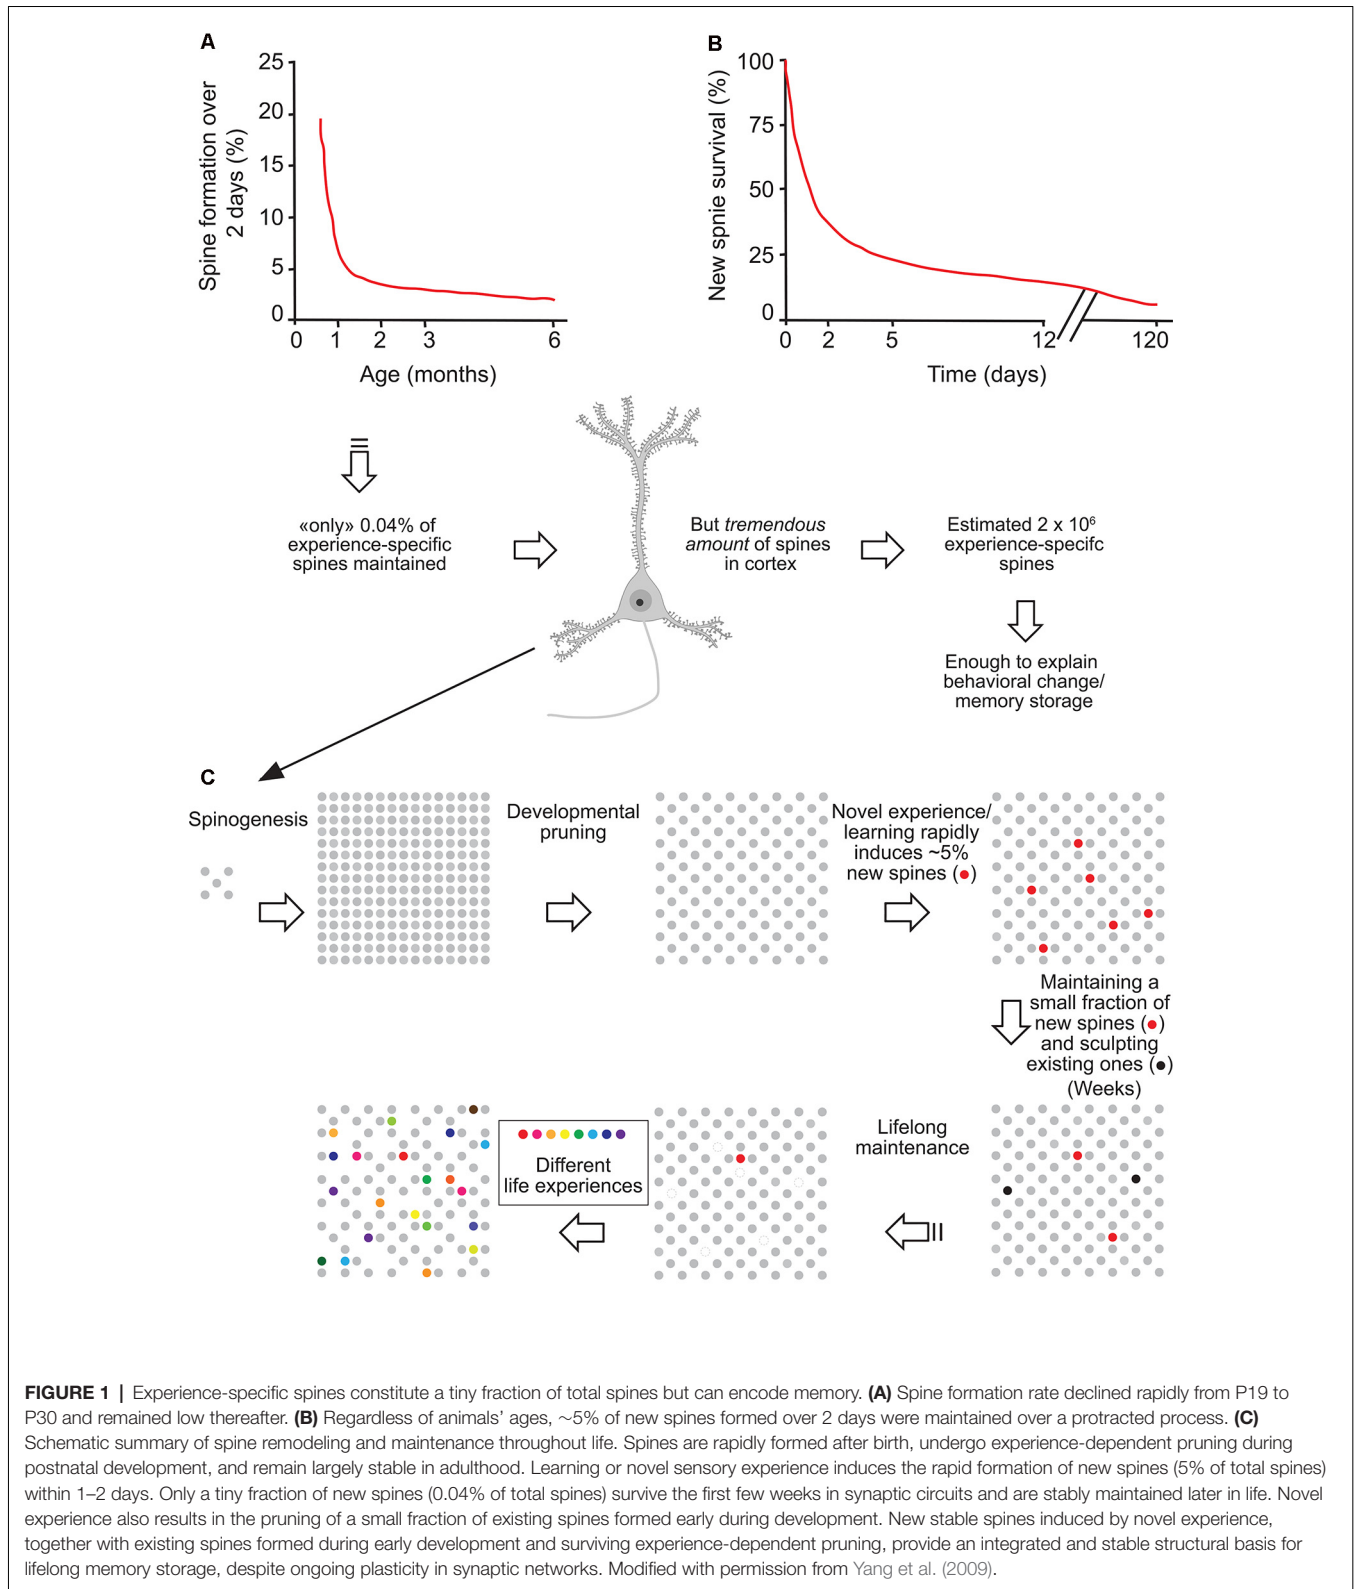 A
Spine formation over
2 days (%)
25
20
15
10
5
0
0 1 2 3 6
Age (months)
B
New spnie survival (%)
100
75
50
25
0
0 2 5 12 120
Time (days)
«only» 0.04% of
experience-specific
spines maintained
But tremendous
amount of spines
in cortex
Estimated 2 x 10⁶
experience-specifc
spines
Enough to explain
behavioral change/
memory storage
C
Spinogenesis
Developmental
pruning
Novel experience/
learning rapidly
induces ~5%
new spines (●)
Maintaining a
small fraction of
new spines (●)
and sculpting
existing ones (●)
(Weeks)
Lifelong
maintenance
Different
life experiences
FIGURE 1 | Experience-specific spines constitute a tiny fraction of total spines but can encode memory. (A) Spine formation rate declined rapidly from P19 to
P30 and remained low thereafter. (B) Regardless of animals’ ages, ∼5% of new spines formed over 2 days were maintained over a protracted process. (C)
Schematic summary of spine remodeling and maintenance throughout life. Spines are rapidly formed after birth, undergo experience-dependent pruning during
postnatal development, and remain largely stable in adulthood. Learning or novel sensory experience induces the rapid formation of new spines (5% of total spines)
within 1–2 days. Only a tiny fraction of new spines (0.04% of total spines) survive the first few weeks in synaptic circuits and are stably maintained later in life. Novel
experience also results in the pruning of a small fraction of existing spines formed early during development. New stable spines induced by novel experience,
together with existing spines formed during early development and surviving experience-dependent pruning, provide an integrated and stable structural basis for
lifelong memory storage, despite ongoing plasticity in synaptic networks. Modified with permission from Yang et al. (2009).